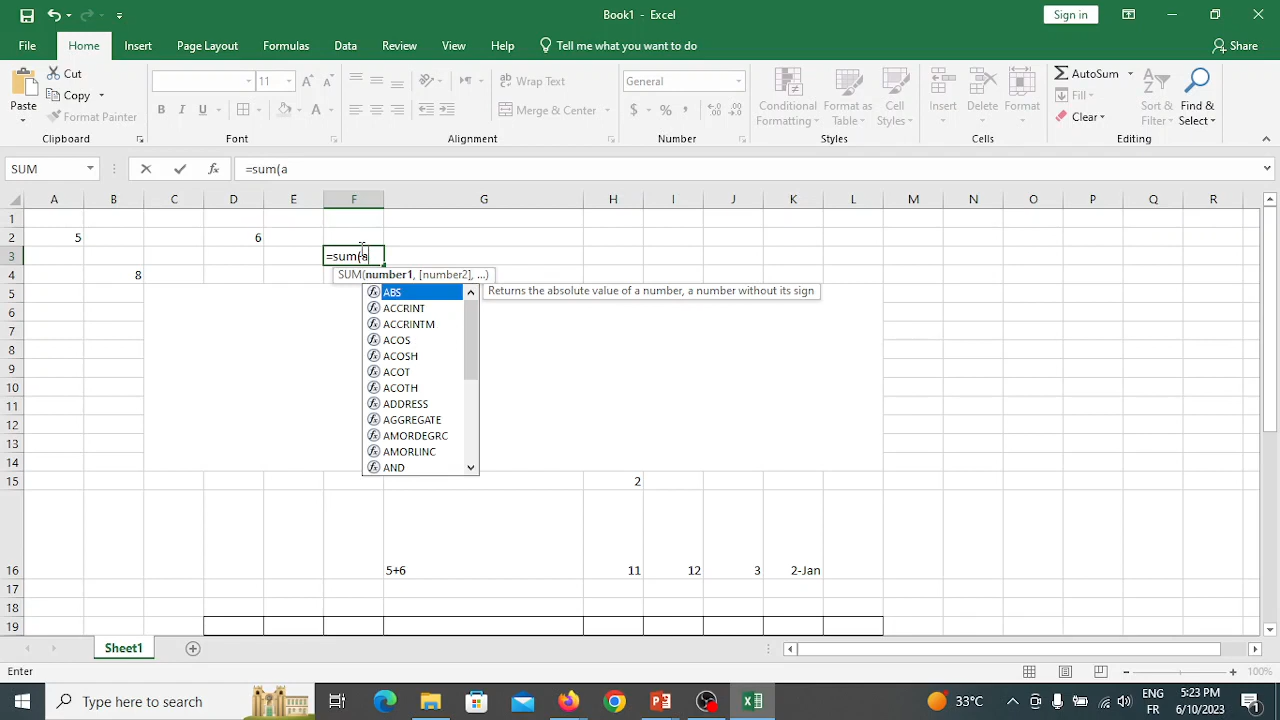 Book1 - Excel
Sign in
File Home Insert Page Layout Formulas Data Review View Help Tell me what you want to do Share
Paste
Cut
Copy
Format Painter
Clipboard
11
Font
Wrap Text
Merge & Center
Alignment
General
Number
Conditional Formatting
Format as Table
Cell Styles
Styles
Insert
Delete
Format
Cells
AutoSum
Fill
Clear
Sort & Filter
Find & Select
Editing
SUM
fx
=sum(a
A B C D E F G H I J K L M N O P Q R
1
2 5 6
3 =sum(a
4 8
SUM(number1, [number2], ...)
5
ABS
Returns the absolute value of a number, a number without its sign
6 ACCRINT
7 ACCRINTM
8 ACOS
ACOSH
9
10 ACOT
ACOTH
11 ADDRESS
12 AGGREGATE
13 AMORDEGRC
AMORLINC
14 AND
15 2
16 5+6 11 12 3 2-Jan
17
18
19
Sheet1
Enter
100%
Type here to search
33°C
ENG
FR
5:23 PM
6/10/2023